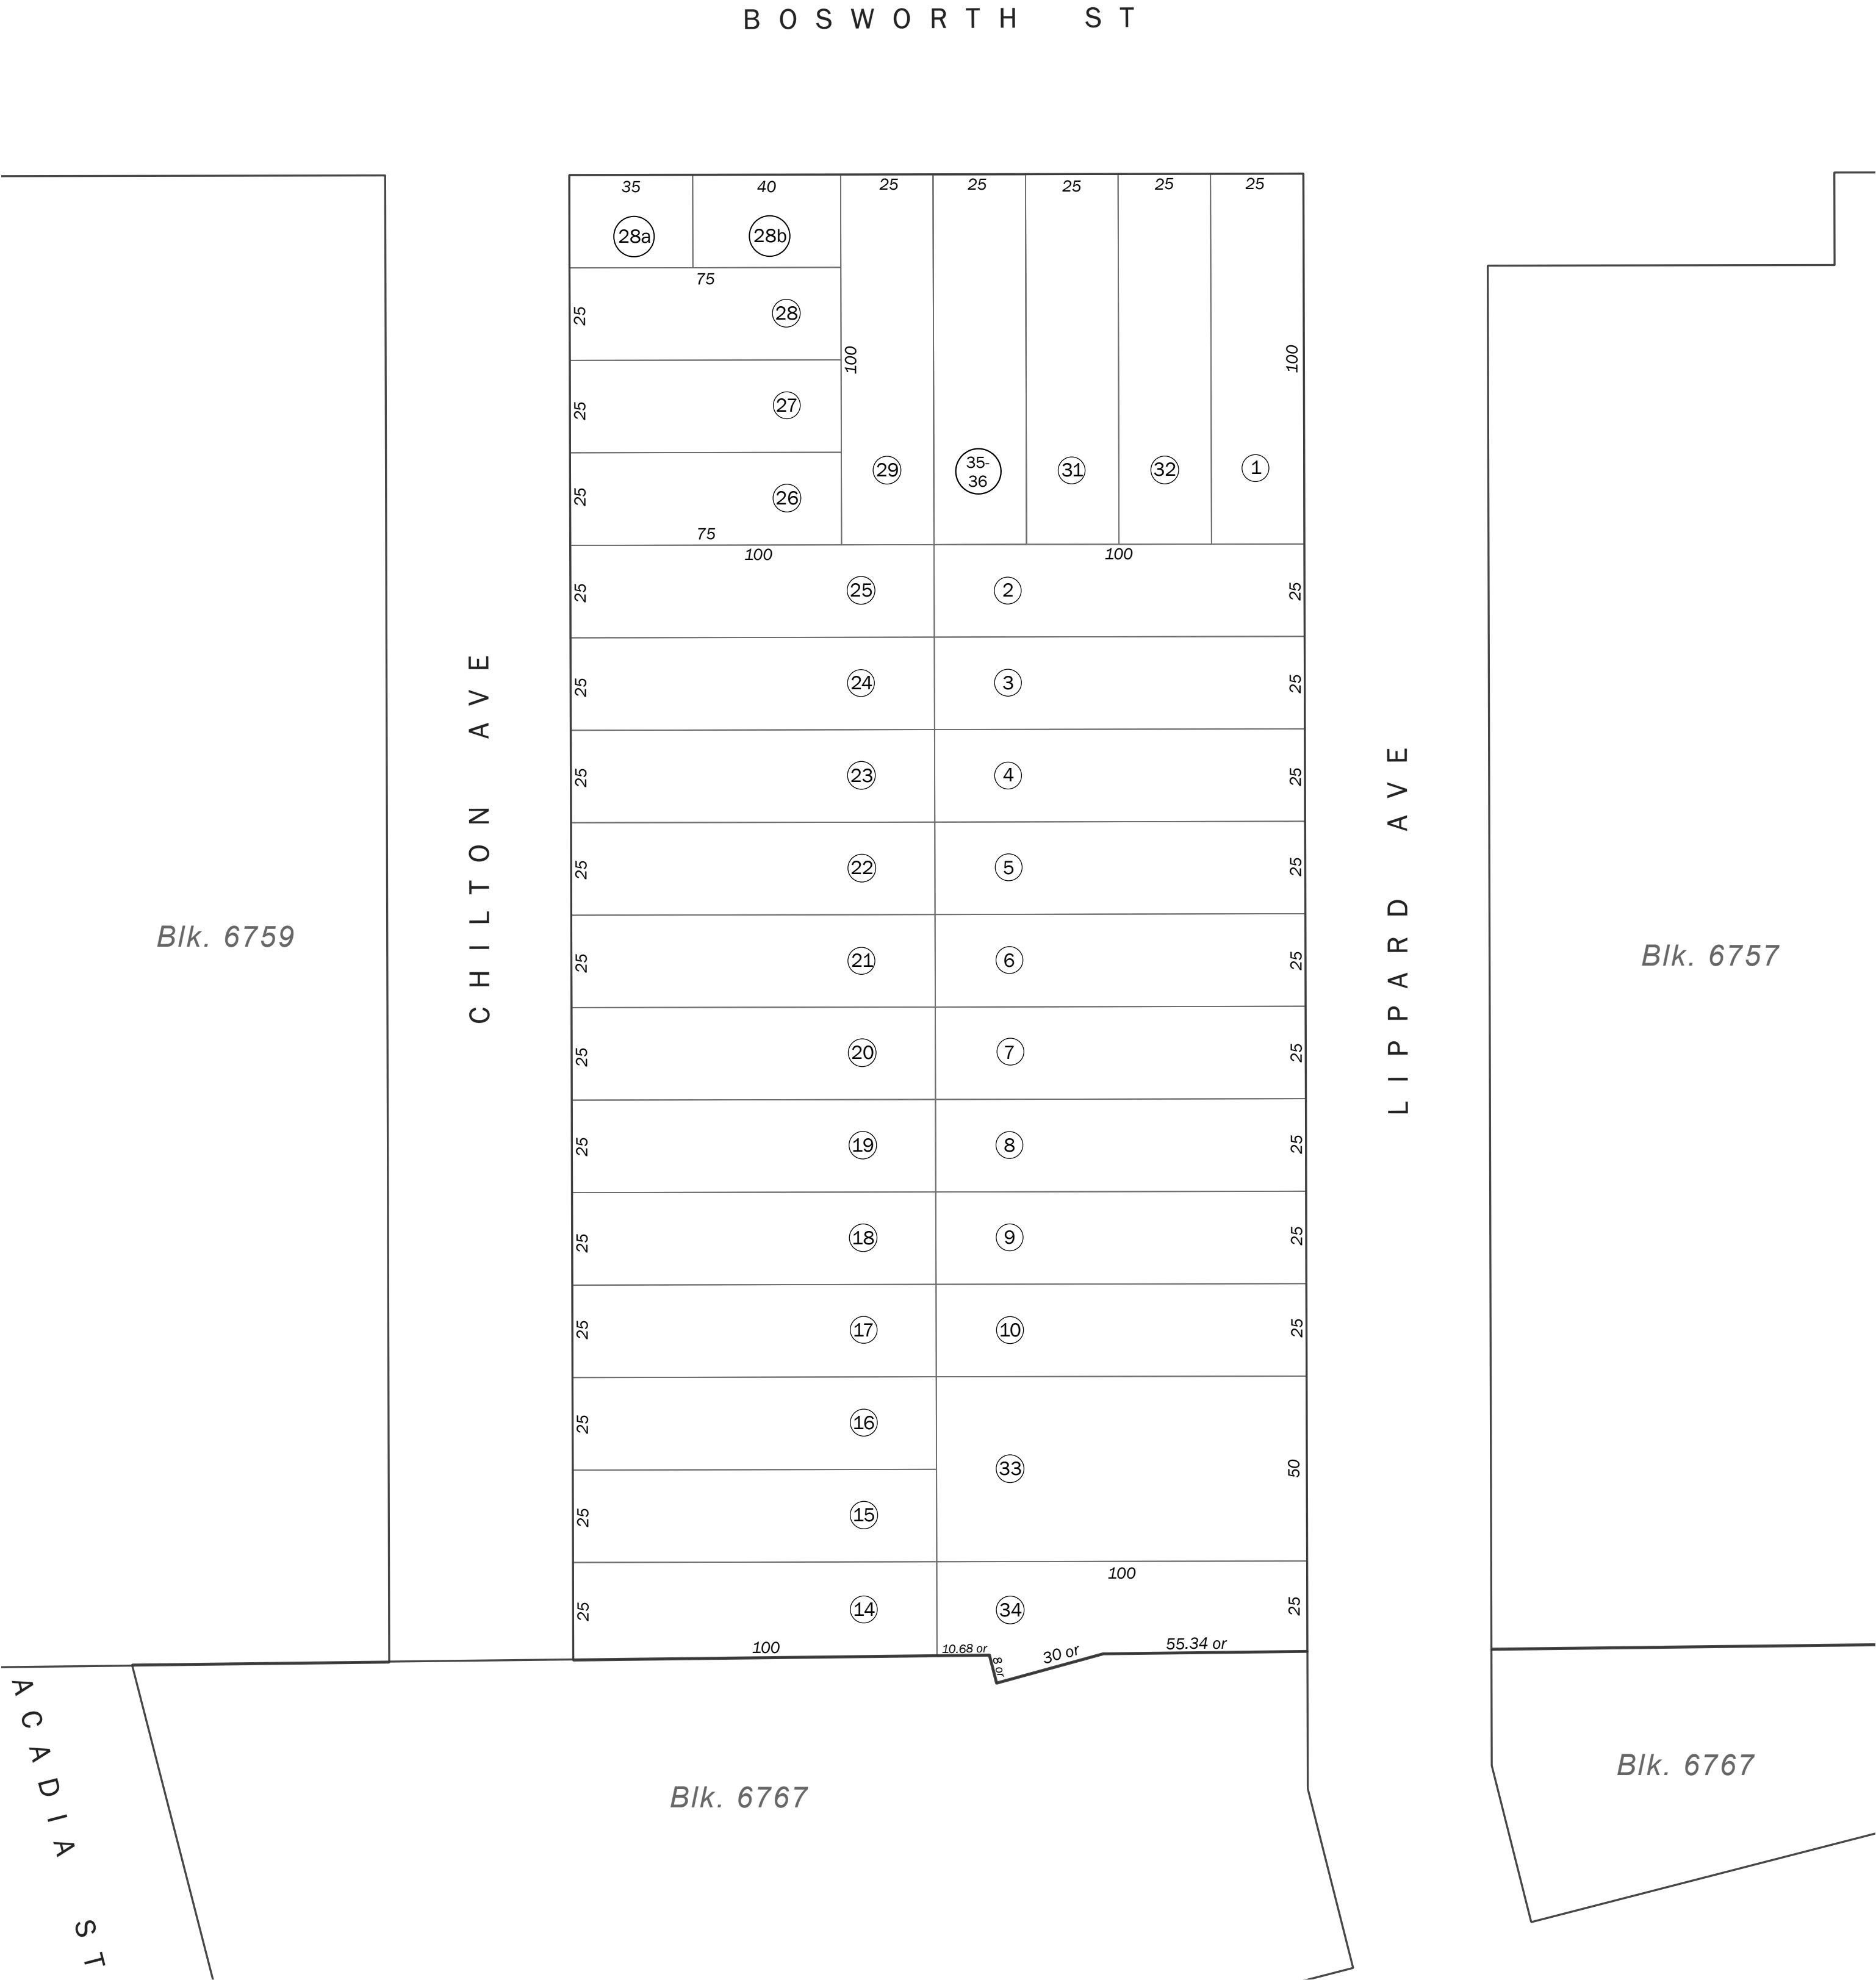 BOSWORTH ST
35 40 25 25 25 25 25
28a 28b
75
25 28
100 100
25 27
29 35-
36 31 32 1
25 26
75
100 100
25 25 2 25
25 24 3 25
25 23 4 25
25 22 5 25
25 21 6 25
25 20 7 25
25 19 8 25
25 18 9 25
25 17 10 25
25 16
33 50
25 15
100
25 14 34 25
100 10.68 or 8 or 30 or 55.34 or
CHILTON AVE
LIPPARD AVE
Blk. 6759
Blk. 6757
ACADIA ST
Blk. 6767
Blk. 6767